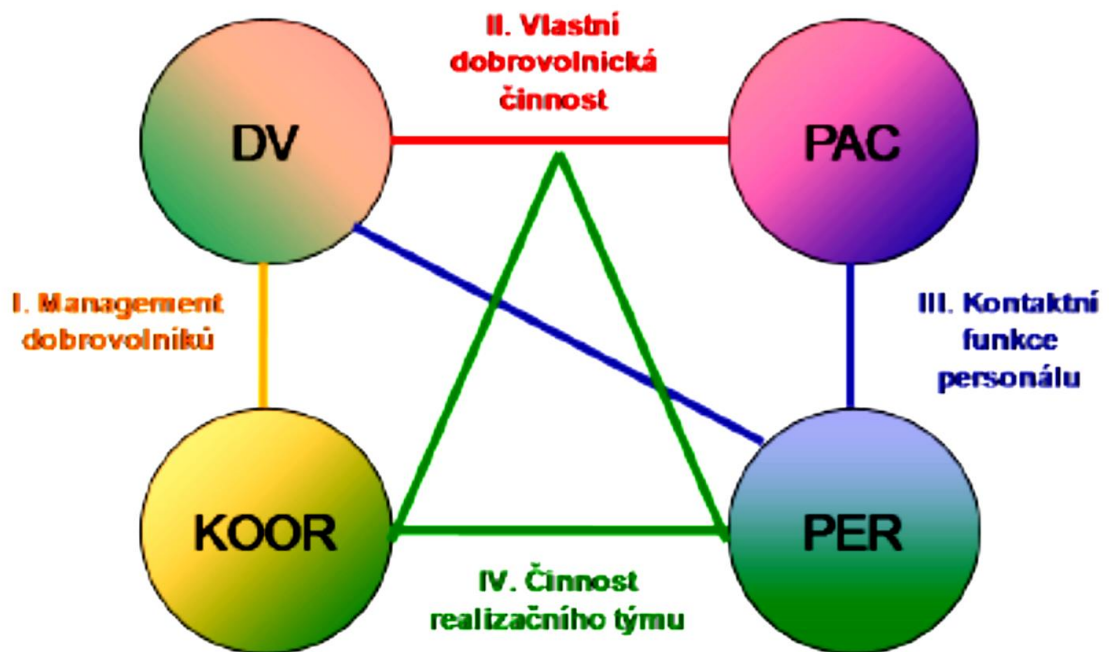 II. Vlastní
dobrovolnická
činnost
DV
PAC
I. Management
dobrovolníků
III. Kontaktní
funkce
personálu
KOOR
PER
IV. Činnost
realizačního týmu